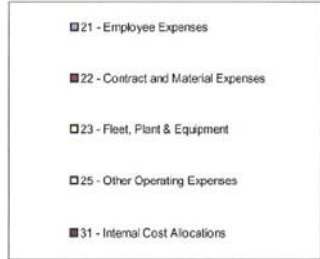 21 - Employee Expenses
22 - Contract and Material Expenses
23 - Fleet, Plant & Equipment
25 - Other Operating Expenses
31 - Internal Cost Allocations